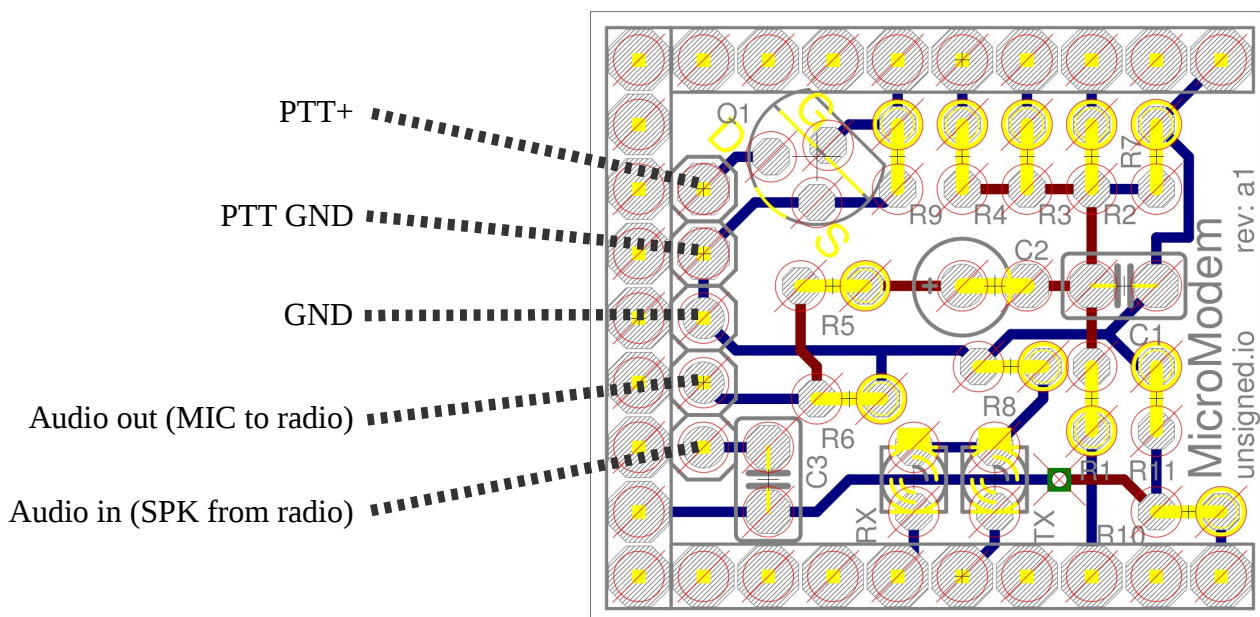 PTT+
PTT GND
GND
Audio out (MIC to radio)
Audio in (SPK from radio)
Q1
G
D
S
R7
R9
R4
R3
R2
C2
R5
C1
R8
R6
C3
R1
R11
RX
TX
R10
MicroModem
unsigned.io
rev: a1